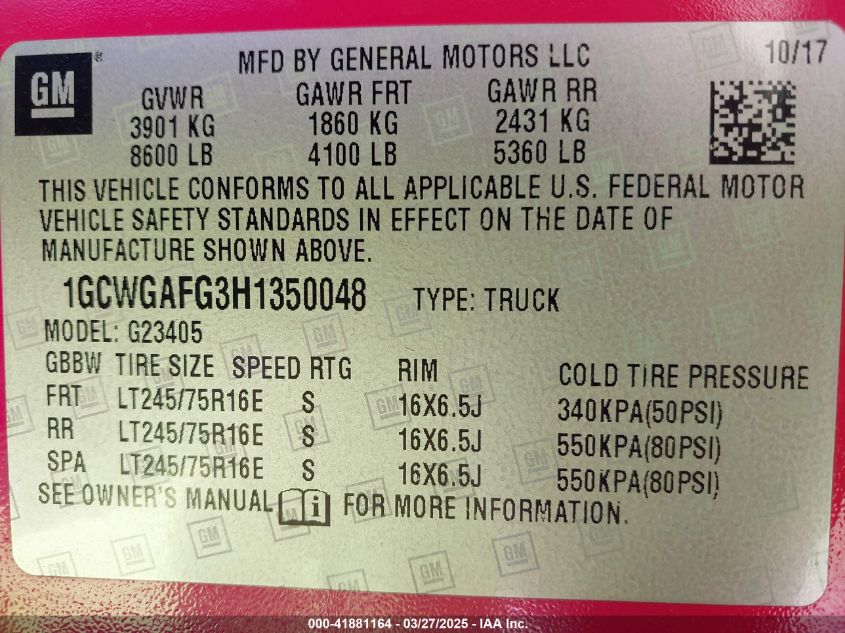 GM®
MFD BY GENERAL MOTORS LLC 10/17
GVWR GAWR FRT GAWR RR
3901 KG 1860 KG 2431 KG
8600 LB 4100 LB 5360 LB
THIS VEHICLE CONFORMS TO ALL APPLICABLE U.S. FEDERAL MOTOR
VEHICLE SAFETY STANDARDS IN EFFECT ON THE DATE OF
MANUFACTURE SHOWN ABOVE.
1GCWGAFG3H1350048 TYPE: TRUCK
MODEL: G23405
GBBW TIRE SIZE SPEED RTG RIM COLD TIRE PRESSURE
FRT LT245/75R16E S 16X6.5J 340KPA(50PSI)
RR LT245/75R16E S 16X6.5J 550KPA(80PSI)
SPA LT245/75R16E S 16X6.5J 550KPA(80PSI)
SEE OWNER'S MANUAL i FOR MORE INFORMATION.
000-41881164 — 03/27/2025 - IAA Inc.